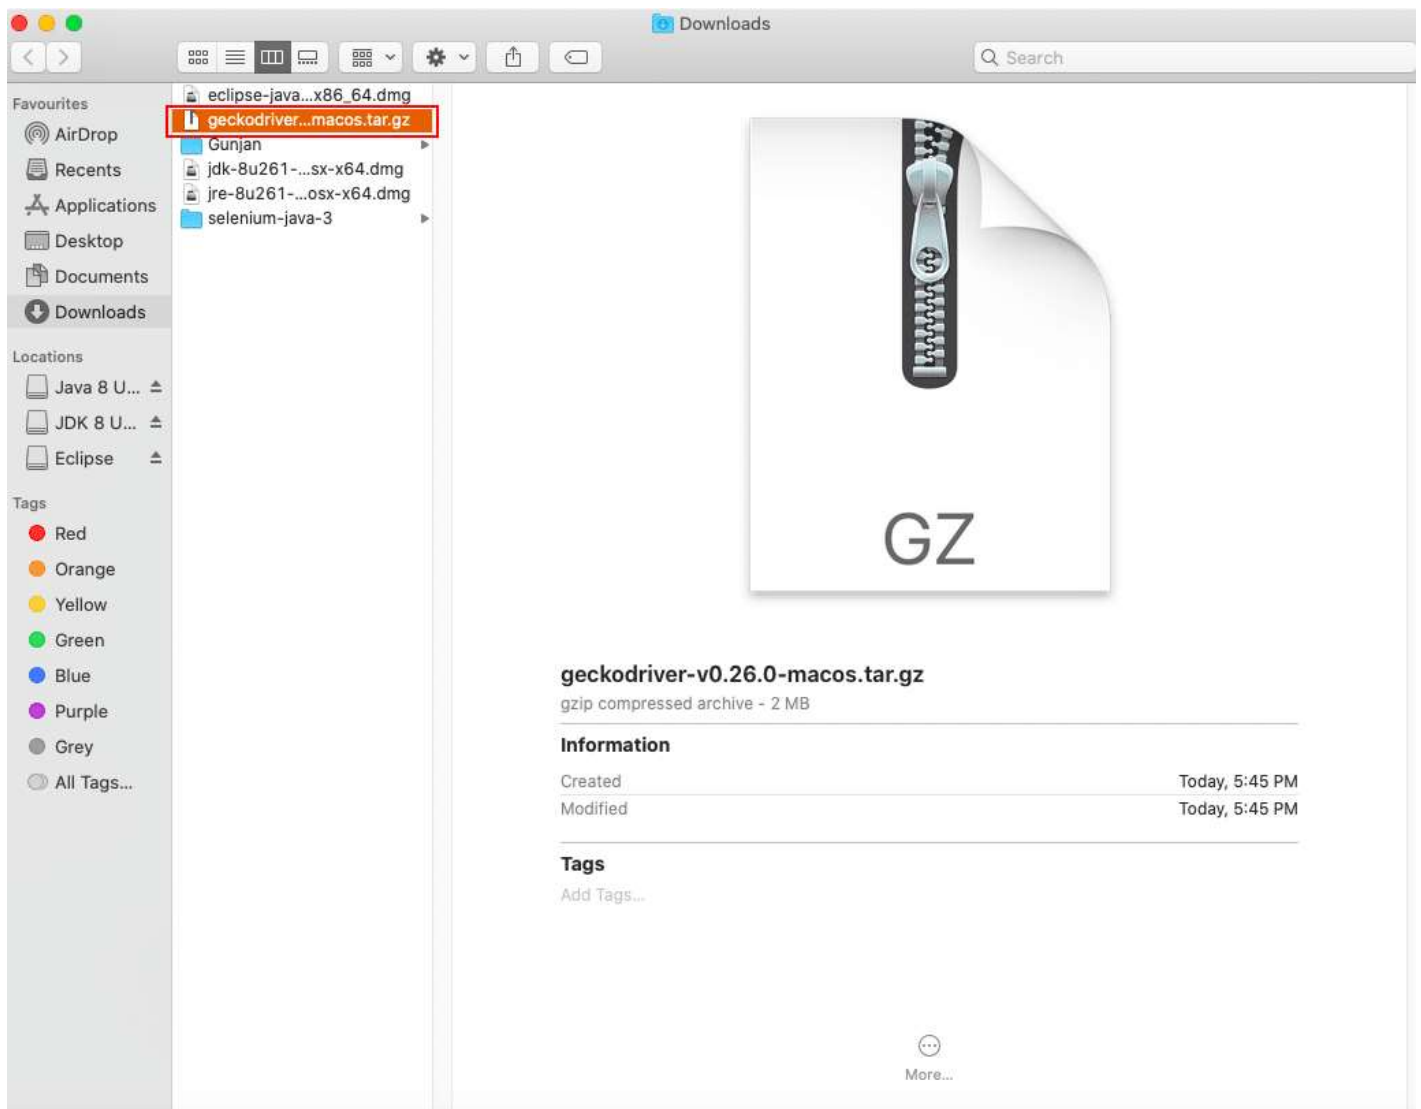 Downloads
Search
Favourites
AirDrop
Recents
Applications
Desktop
Documents
Downloads
Locations
Java 8 U...
JDK 8 U...
Eclipse
Tags
Red
Orange
Yellow
Green
Blue
Purple
Grey
All Tags...
eclipse-java...x86_64.dmg
geckodriver...macos.tar.gz
Gunjan
jdk-8u261-...sx-x64.dmg
jre-8u261-...osx-x64.dmg
selenium-java-3
GZ
geckodriver-v0.26.0-macos.tar.gz
gzip compressed archive - 2 MB
Information
Created Today, 5:45 PM
Modified Today, 5:45 PM
Tags
Add Tags...
More...